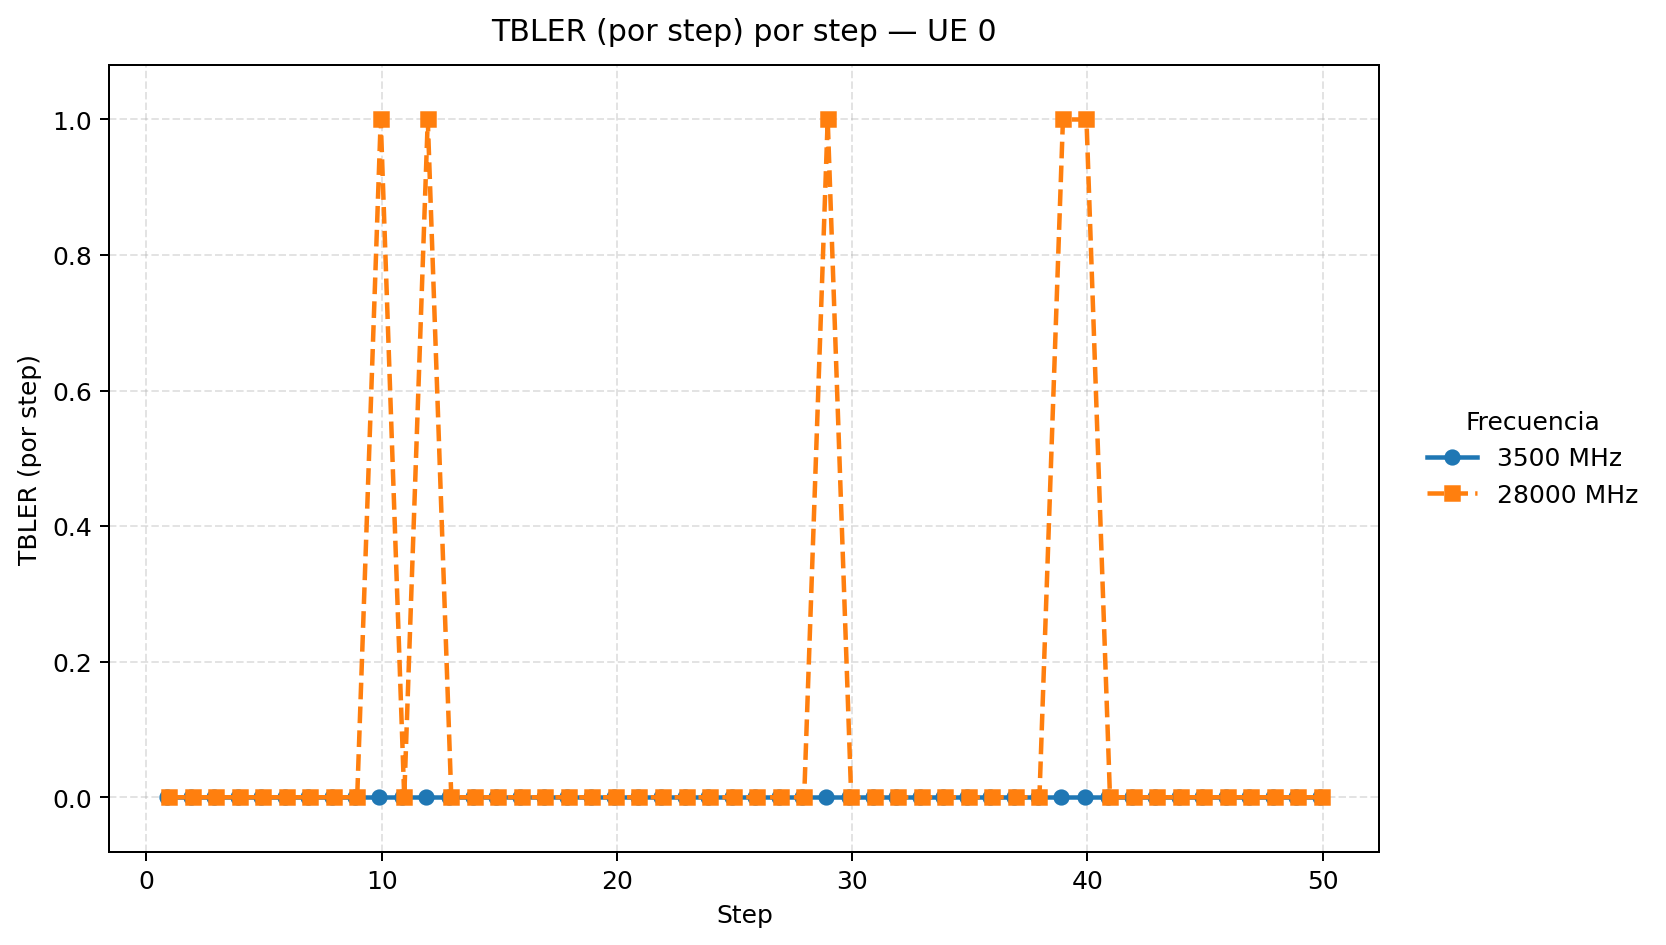 TBLER (por step) por step — UE 0
TBLER (por step)
1.0
0.8
0.6
0.4
0.2
0.0
0 10 20 30 40 50
Step
Frecuencia
3500 MHz
28000 MHz